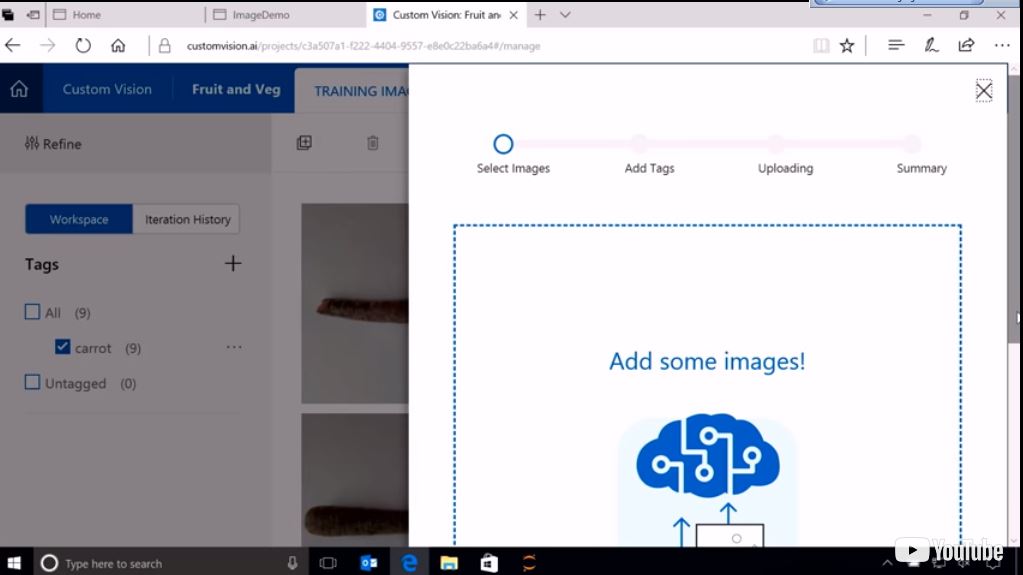 Home
ImageDemo
Custom Vision: Fruit an
customvision.ai/projects/c3a507a1-f222-4404-9557-e8e0c22ba6a4#/manage
Custom Vision
Fruit and Veg
TRAINING IMA
Refine
Select Images
Add Tags
Uploading
Summary
Workspace
Iteration History
Tags
All (9)
carrot (9)
Untagged (0)
Add some images!
Type here to search
YouTube